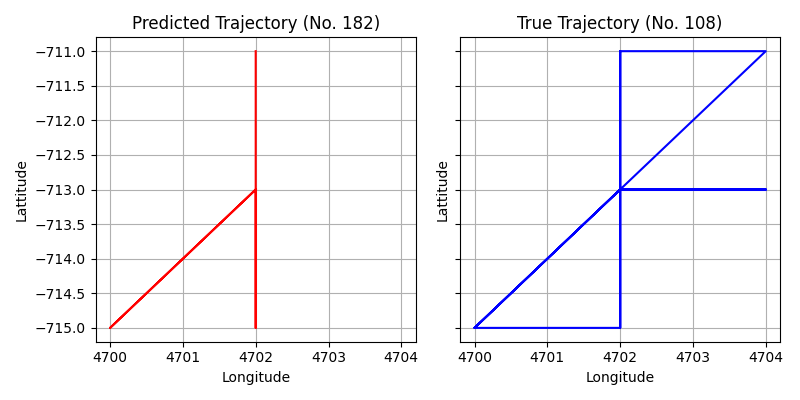 Predicted Trajectory (No. 182)
True Trajectory (No. 108)
−711.0
−711.5
−712.0
−712.5
−713.0
−713.5
−714.0
−714.5
−715.0
Lattitude
Lattitude
4700 4701 4702 4703 4704
4700 4701 4702 4703 4704
Longitude
Longitude